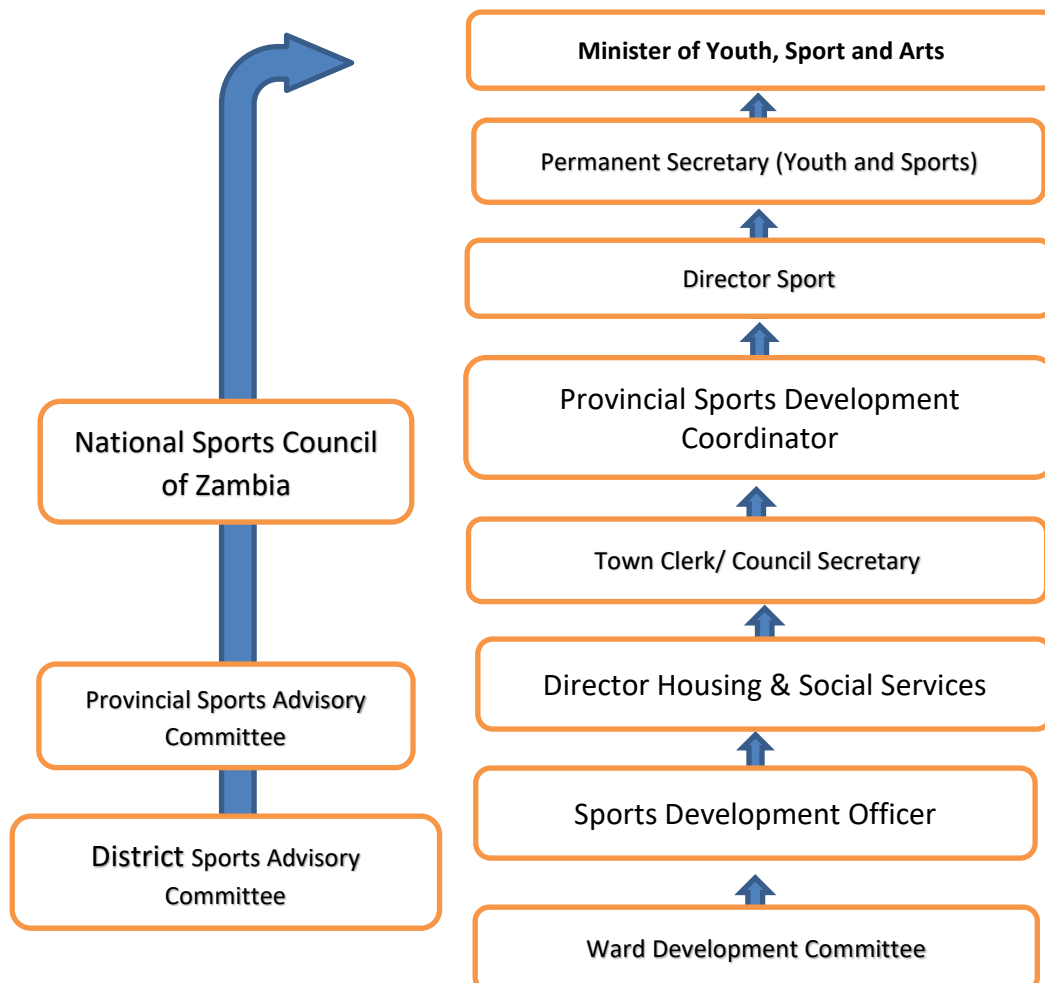 Minister of Youth, Sport and Arts
Permanent Secretary (Youth and Sports)
Director Sport
Provincial Sports Development
Coordinator
Town Clerk/ Council Secretary
Director Housing & Social Services
Sports Development Officer
Ward Development Committee
National Sports Council
of Zambia
Provincial Sports Advisory
Committee
District Sports Advisory
Committee